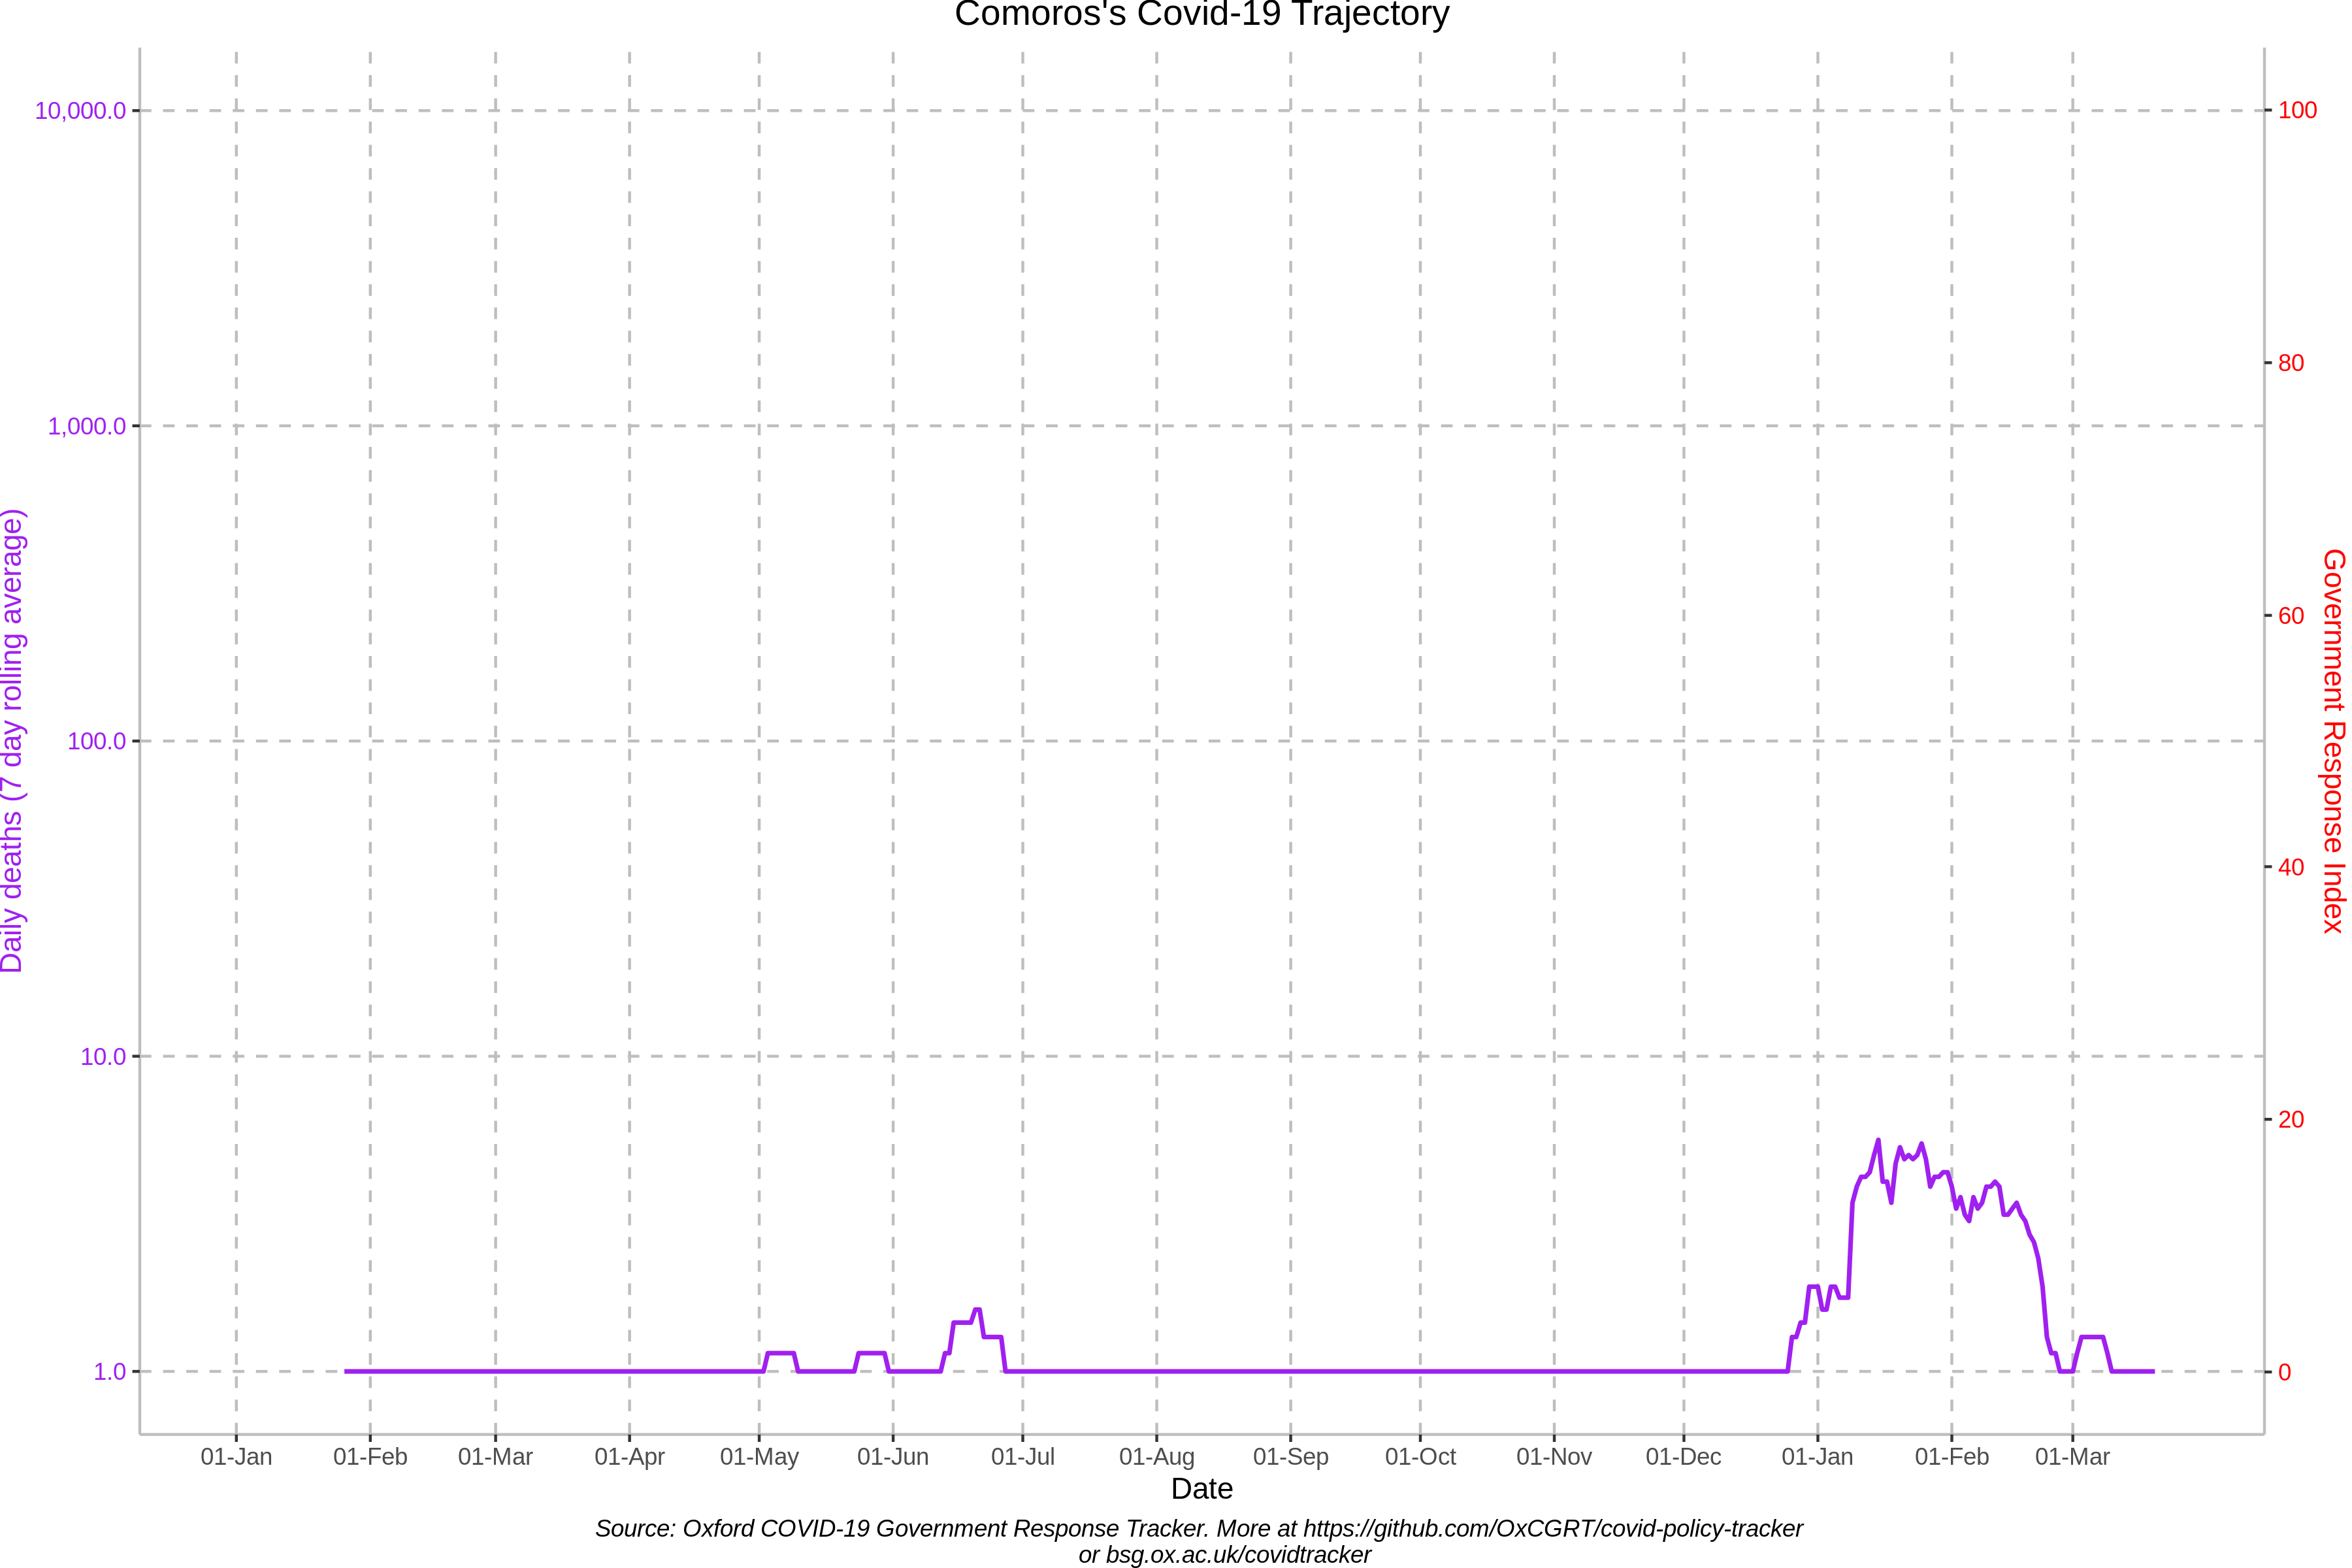 Comoros's Covid-19 Trajectory
10,000.0
1,000.0
100.0
10.0
1.0
Daily deaths (7 day rolling average)
100
80
60
40
20
0
Government Response Index
01-Jan 01-Feb 01-Mar 01-Apr 01-May 01-Jun 01-Jul 01-Aug 01-Sep 01-Oct 01-Nov 01-Dec 01-Jan 01-Feb 01-Mar
Date
Source: Oxford COVID-19 Government Response Tracker. More at https://github.com/OxCGRT/covid-policy-tracker
or bsg.ox.ac.uk/covidtracker